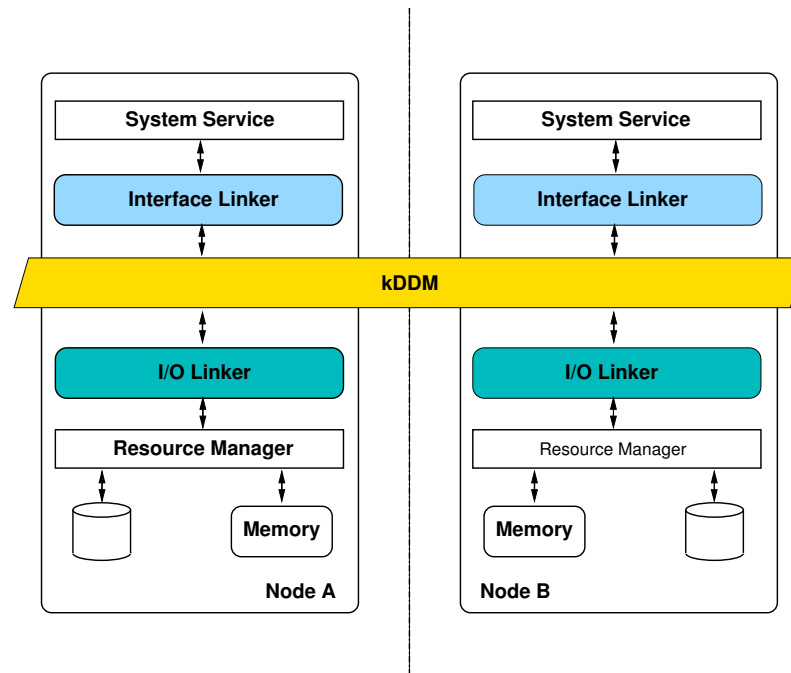 System Service
System Service
Interface Linker
Interface Linker
kDDM
I/O Linker
I/O Linker
Resource Manager
Resource Manager
Memory
Memory
Node A
Node B